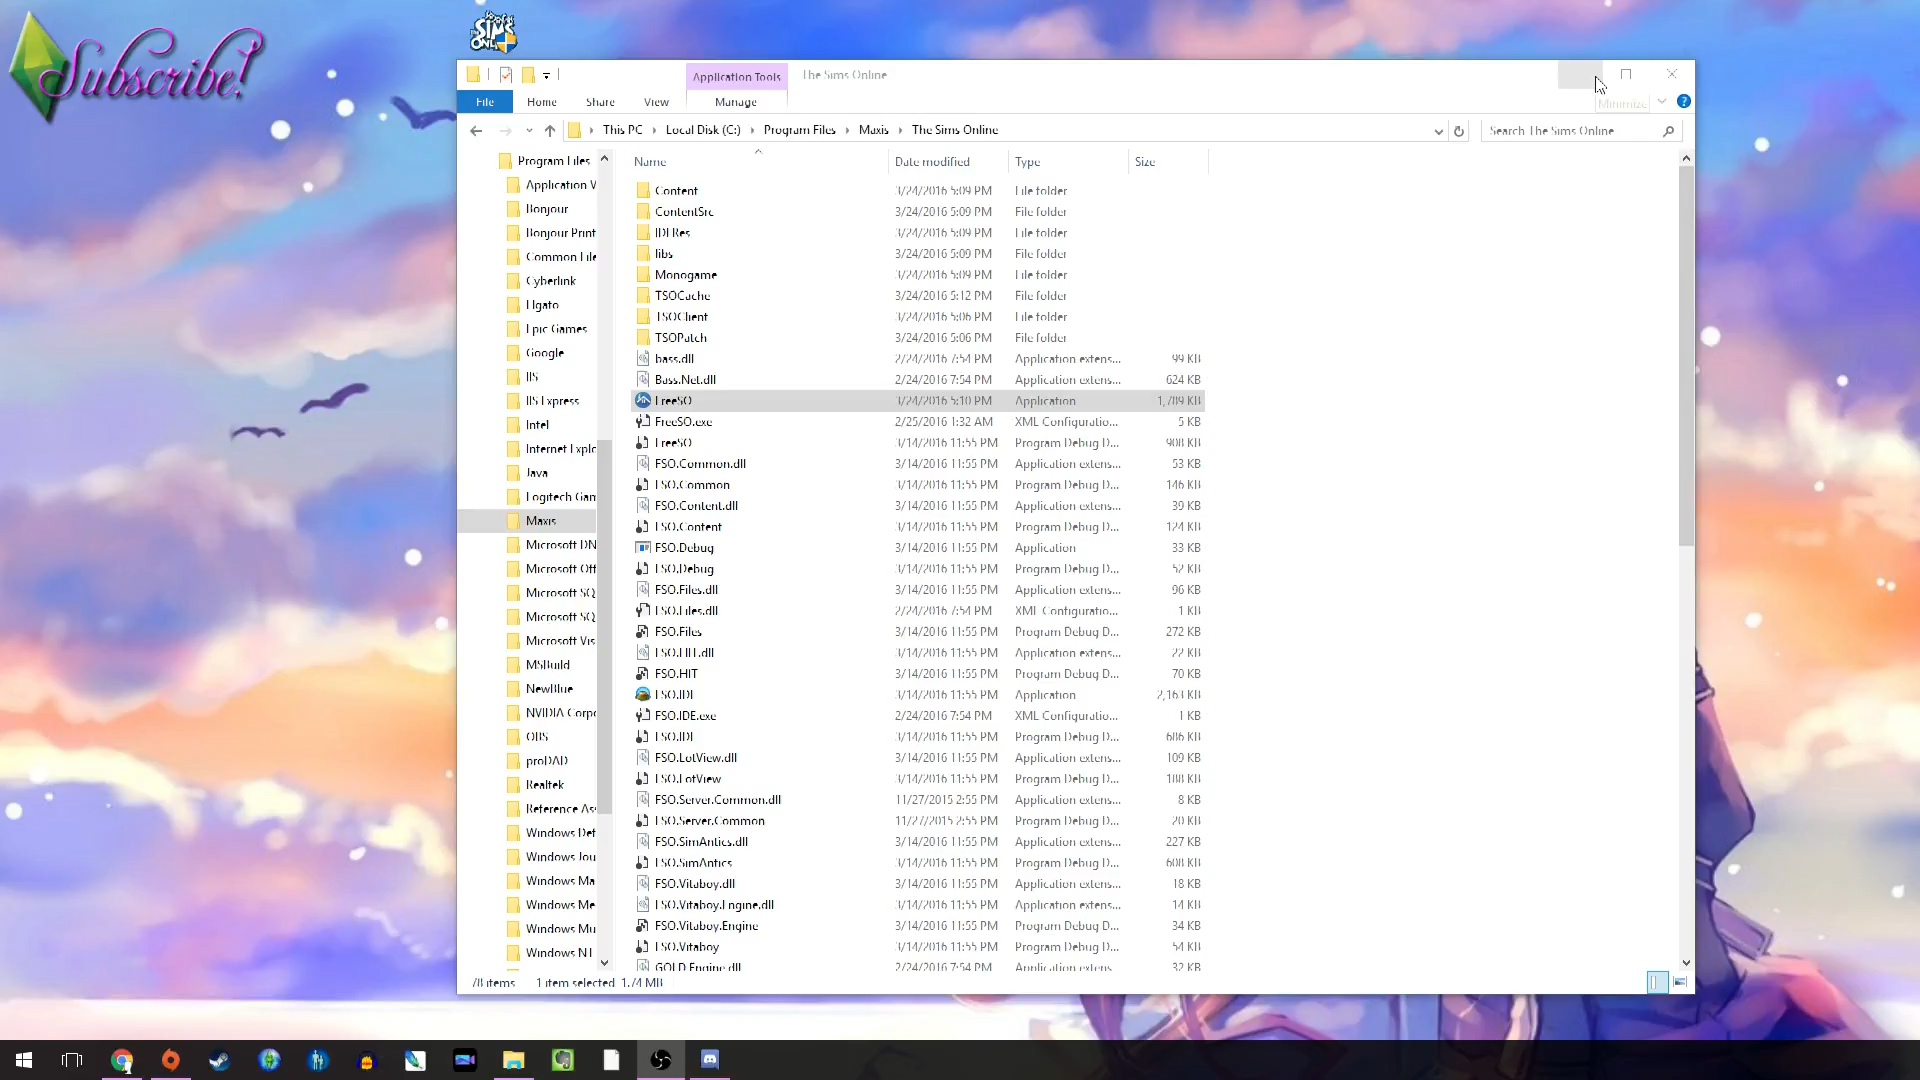 Subscribe!
THE SIMS ONLINE
Application Tools
The Sims Online
File
Home
Share
View
Manage
Minimize
This PC > Local Disk (C:) > Program Files > Maxis > The Sims Online
Search The Sims Online
Program Files
Application V
Bonjour
Bonjour Print
Common File
Cyberlink
Elgato
Epic Games
Google
IIS
IIS Express
Intel
Internet Explo
Java
Logitech Gam
Maxis
Microsoft DN
Microsoft Off
Microsoft SQ
Microsoft SQ
Microsoft Vis
MSBuild
NewBlue
NVIDIA Corpo
OBS
proDAD
Realtek
Reference Ass
Windows Def
Windows Jou
Windows Ma
Windows Me
Windows Mu
Windows NT
Name Date modified Type Size
Content 3/24/2016 5:09 PM File folder
ContentSrc 3/24/2016 5:09 PM File folder
IDERes 3/24/2016 5:09 PM File folder
libs 3/24/2016 5:09 PM File folder
Monogame 3/24/2016 5:09 PM File folder
TSOCache 3/24/2016 5:12 PM File folder
TSOClient 3/24/2016 5:06 PM File folder
TSOPatch 3/24/2016 5:06 PM File folder
bass.dll 2/24/2016 7:54 PM Application extens... 99 KB
Bass.Net.dll 2/24/2016 7:54 PM Application extens... 624 KB
FreeSO 3/24/2016 5:10 PM Application 1,789 KB
FreeSO.exe 2/25/2016 1:32 AM XML Configuratio... 5 KB
FreeSO 3/14/2016 11:55 PM Program Debug D... 908 KB
FSO.Common.dll 3/14/2016 11:55 PM Application extens... 53 KB
FSO.Common 3/14/2016 11:55 PM Program Debug D... 146 KB
FSO.Content.dll 3/14/2016 11:55 PM Application extens... 39 KB
FSO.Content 3/14/2016 11:55 PM Program Debug D... 124 KB
FSO.Debug 3/14/2016 11:55 PM Application 33 KB
FSO.Debug 3/14/2016 11:55 PM Program Debug D... 52 KB
FSO.Files.dll 3/14/2016 11:55 PM Application extens... 96 KB
FSO.Files.dll 2/24/2016 7:54 PM XML Configuratio... 1 KB
FSO.Files 3/14/2016 11:55 PM Program Debug D... 272 KB
FSO.HIT.dll 3/14/2016 11:55 PM Application extens... 22 KB
FSO.HIT 3/14/2016 11:55 PM Program Debug D... 70 KB
FSO.IDE 3/14/2016 11:55 PM Application 2,163 KB
FSO.IDE.exe 2/24/2016 7:54 PM XML Configuratio... 1 KB
FSO.IDE 3/14/2016 11:55 PM Program Debug D... 686 KB
FSO.LotView.dll 3/14/2016 11:55 PM Application extens... 109 KB
FSO.LotView 3/14/2016 11:55 PM Program Debug D... 188 KB
FSO.Server.Common.dll 11/27/2015 2:55 PM Application extens... 8 KB
FSO.Server.Common 11/27/2015 2:55 PM Program Debug D... 20 KB
FSO.SimAntics.dll 3/14/2016 11:55 PM Application extens... 227 KB
FSO.SimAntics 3/14/2016 11:55 PM Program Debug D... 608 KB
FSO.Vitaboy.dll 3/14/2016 11:55 PM Application extens... 18 KB
FSO.Vitaboy.Engine.dll 3/14/2016 11:55 PM Application extens... 14 KB
FSO.Vitaboy.Engine 3/14/2016 11:55 PM Program Debug D... 34 KB
FSO.Vitaboy 3/14/2016 11:55 PM Program Debug D... 54 KB
GOLD.Engine.dll 2/24/2016 7:54 PM Application extens... 32 KB
78 items 1 item selected 1.74 MB